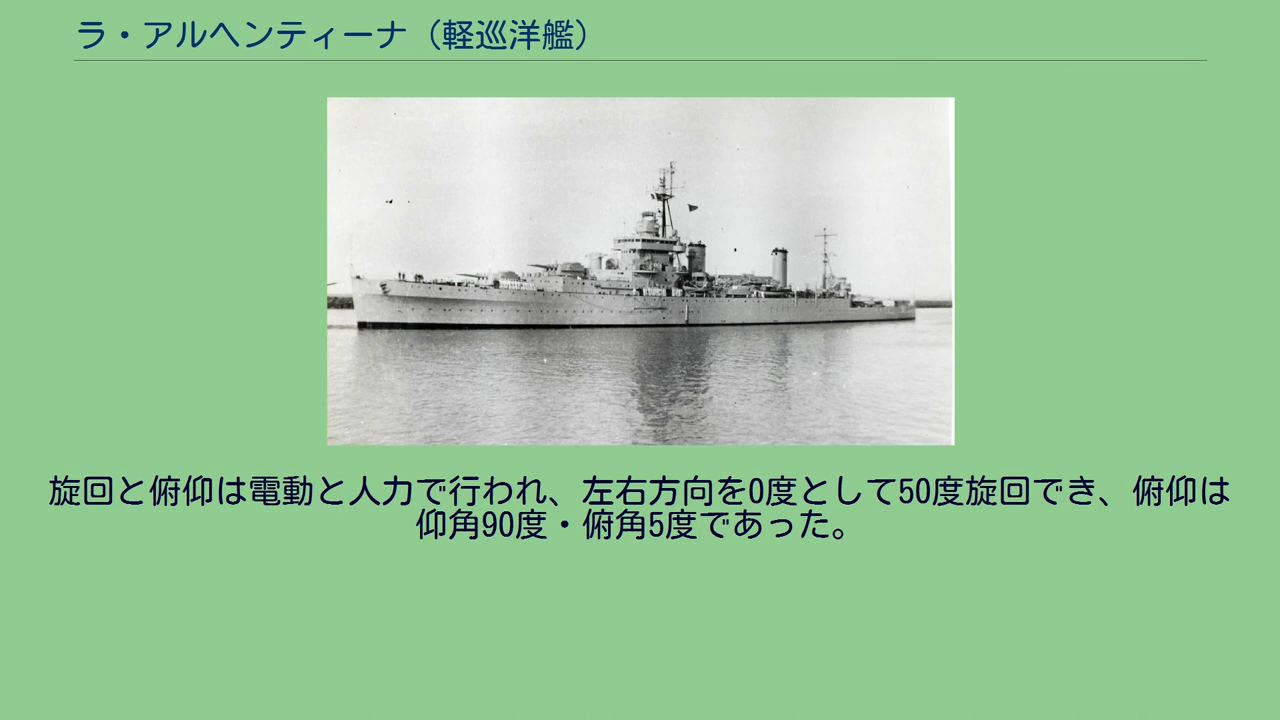 ラ・アルヘンティーナ（軽巡洋艦）
旋回と俯仰は電動と人力で行われ、左右方向を0度として50度旋回でき、俯仰は
仰角90度・俯角5度であった。